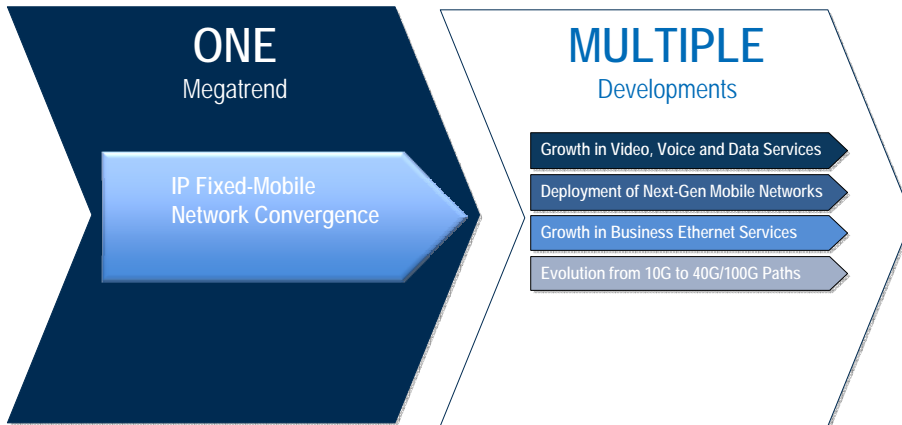 ONE
Megatrend
IP Fixed-Mobile
Network Convergence
MULTIPLE
Developments
Growth in Video, Voice and Data Services
Deployment of Next-Gen Mobile Networks
Growth in Business Ethernet Services
Evolution from 10G to 40G/100G Paths